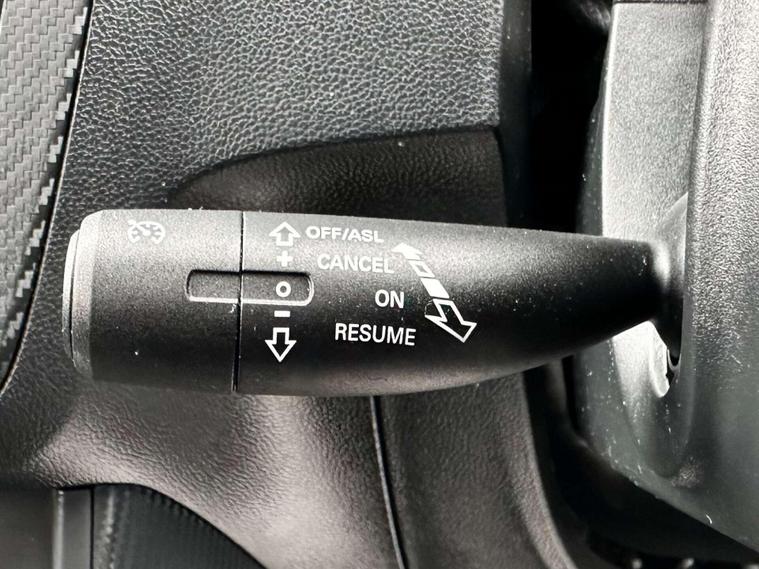 OFF/ASL
+
CANCEL
O
ON
-
RESUME